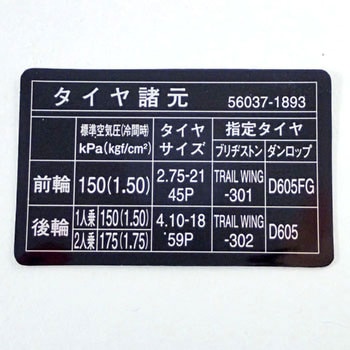 タイヤ諸元 56037-1893
標準空気圧(冷間時) kPa(kgf/cm²) タイヤサイズ 指定タイヤ
ブリヂストン ダンロップ
前輪 150(1.50) 2.75-21 45P TRAIL WING -301 D605FG
後輪 1人乗 150(1.50) 4.10-18 59P TRAIL WING -302 D605
2人乗 175(1.75)